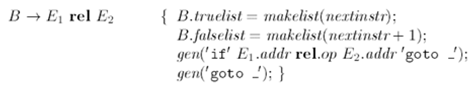 B → E₁ rel E₂ { B.truelist = makelist(nextinstr);
B.falselist = makelist(nextinstr + 1);
gen('if' E₁.addr rel.op E₂.addr 'goto _');
gen('goto _'); }